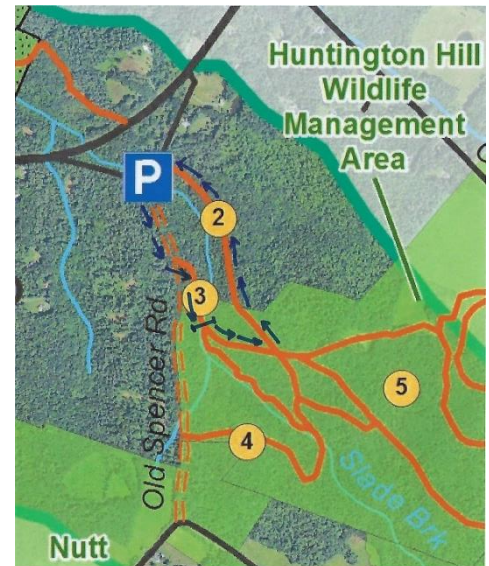 Huntington Hill
Wildlife
Management
Area
P
2
3
Old Spencer Rd
5
4
Slade Brk
Nutt